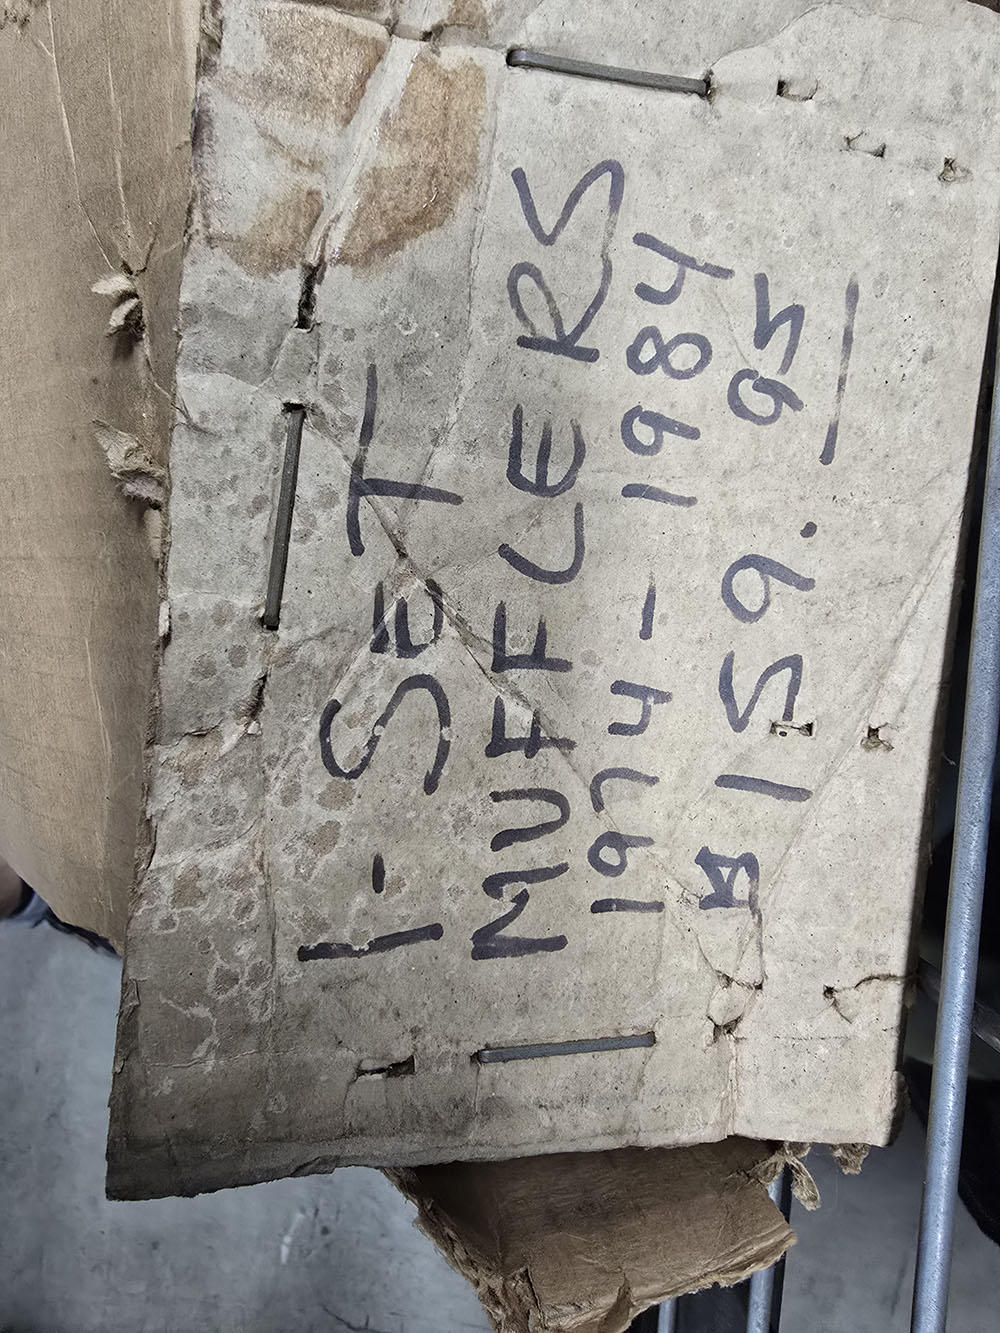 1- SET
MUFFLERS
1974 - 1984
$159.95